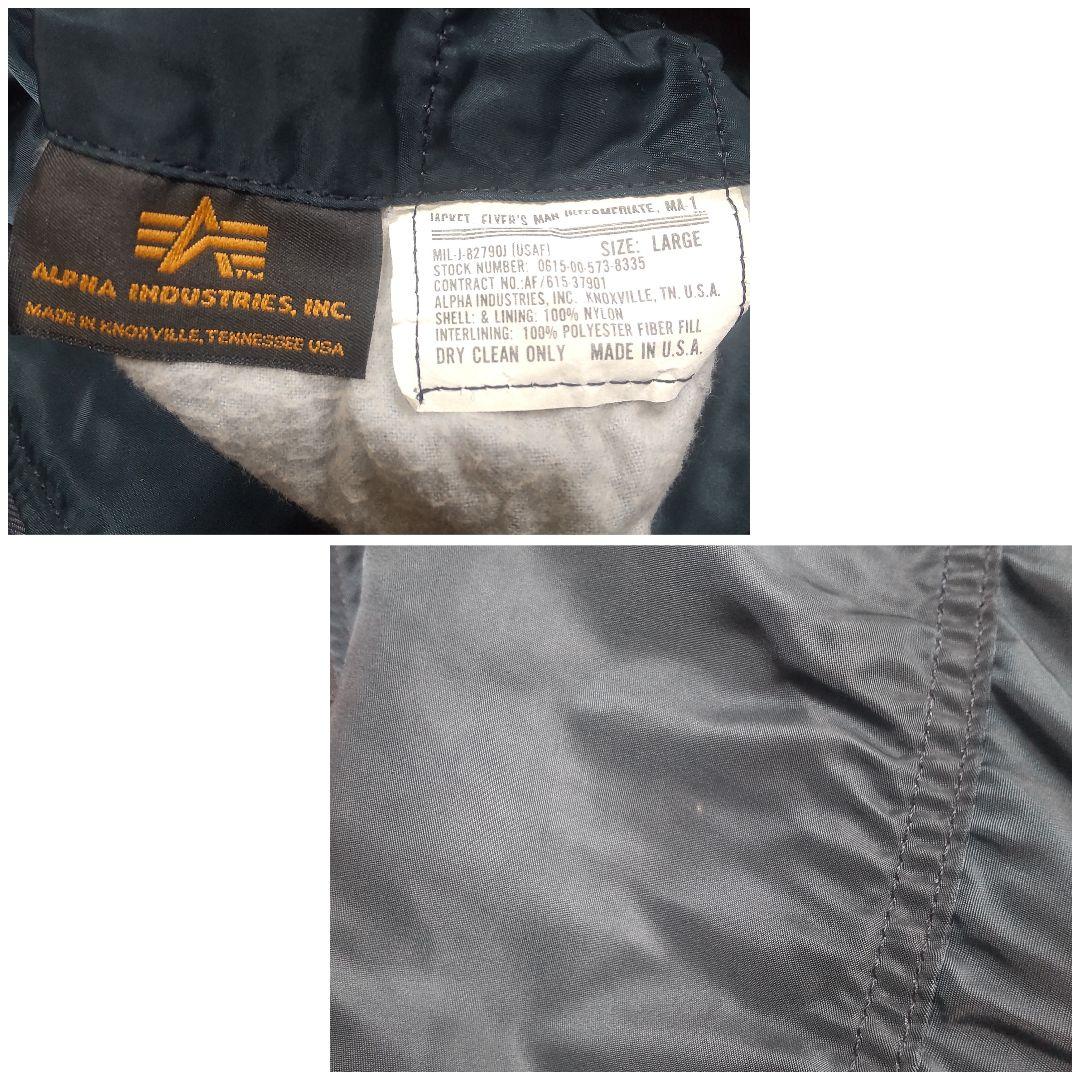 TM
ALPHA INDUSTRIES, INC.
MADE IN KNOXVILLE, TENNESSEE USA
JACKET, FLYER'S MAN INTERMEDIATE, MA-1
MIL-J-8279OJ (USAF) SIZE: LARGE
STOCK NUMBER: 0615-00-573-8335
CONTRACT NO.:AF/615-37901
ALPHA INDUSTRIES, INC. KNOXVILLE, TN. U.S.A.
SHELL: & LINING: 100% NYLON
INTERLINING: 100% POLYESTER FIBER FILL
DRY CLEAN ONLY MADE IN U.S.A.